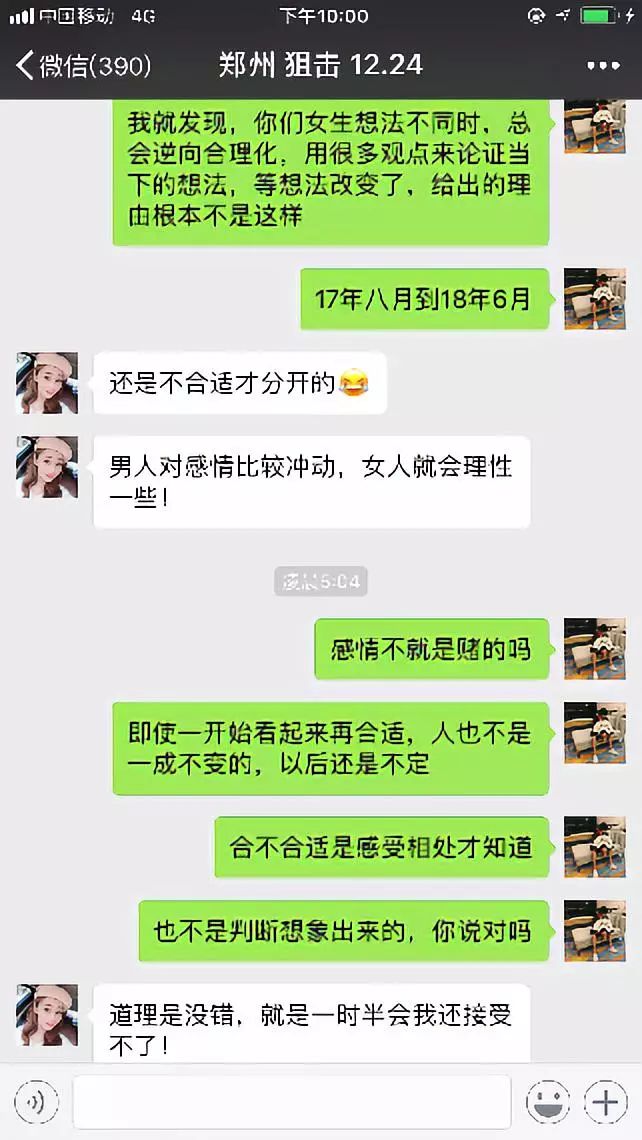 中国移动 4G 下午10:00
微信(390) 郑州 狙击 12.24
我就发现，你们女生想法不同时，总
会逆向合理化，用很多观点来论证当
下的想法，等想法改变了，给出的理
由根本不是这样
17年八月到18年6月
还是不合适才分开的
男人对感情比较冲动，女人就会理性
一些！
凌晨5:04
感情不就是赌的吗
即使一开始看起来再合适，人也不是
一成不变的，以后还是不定
合不合适是感受相处才知道
也不是判断想象出来的，你说对吗
道理是没错，就是一时半会我还接受
不了！